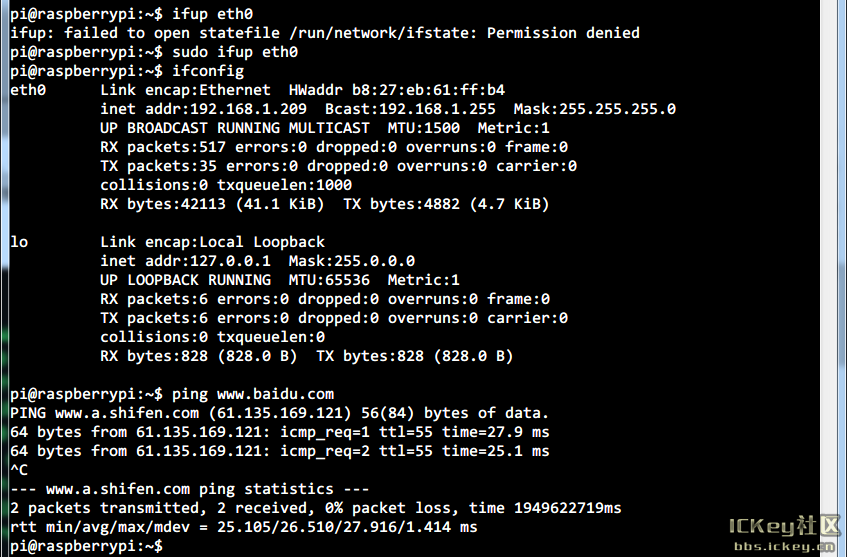 pi@raspberrypi:~$ ifup eth0
ifup: failed to open statefile /run/network/ifstate: Permission denied
pi@raspberrypi:~$ sudo ifup eth0
pi@raspberrypi:~$ ifconfig
eth0      Link encap:Ethernet  HWaddr b8:27:eb:61:ff:b4
          inet addr:192.168.1.209  Bcast:192.168.1.255  Mask:255.255.255.0
          UP BROADCAST RUNNING MULTICAST  MTU:1500  Metric:1
          RX packets:517 errors:0 dropped:0 overruns:0 frame:0
          TX packets:35 errors:0 dropped:0 overruns:0 carrier:0
          collisions:0 txqueuelen:1000
          RX bytes:42113 (41.1 KiB)  TX bytes:4882 (4.7 KiB)

lo        Link encap:Local Loopback
          inet addr:127.0.0.1  Mask:255.0.0.0
          UP LOOPBACK RUNNING  MTU:65536  Metric:1
          RX packets:6 errors:0 dropped:0 overruns:0 frame:0
          TX packets:6 errors:0 dropped:0 overruns:0 carrier:0
          collisions:0 txqueuelen:0
          RX bytes:828 (828.0 B)  TX bytes:828 (828.0 B)

pi@raspberrypi:~$ ping www.baidu.com
PING www.a.shifen.com (61.135.169.121) 56(84) bytes of data.
64 bytes from 61.135.169.121: icmp_req=1 ttl=55 time=27.9 ms
64 bytes from 61.135.169.121: icmp_req=2 ttl=55 time=25.1 ms
^C
--- www.a.shifen.com ping statistics ---
2 packets transmitted, 2 received, 0% packet loss, time 1949622719ms
rtt min/avg/max/mdev = 25.105/26.510/27.916/1.414 ms
pi@raspberrypi:~$
ICKey社区
bbs.ickey.cn